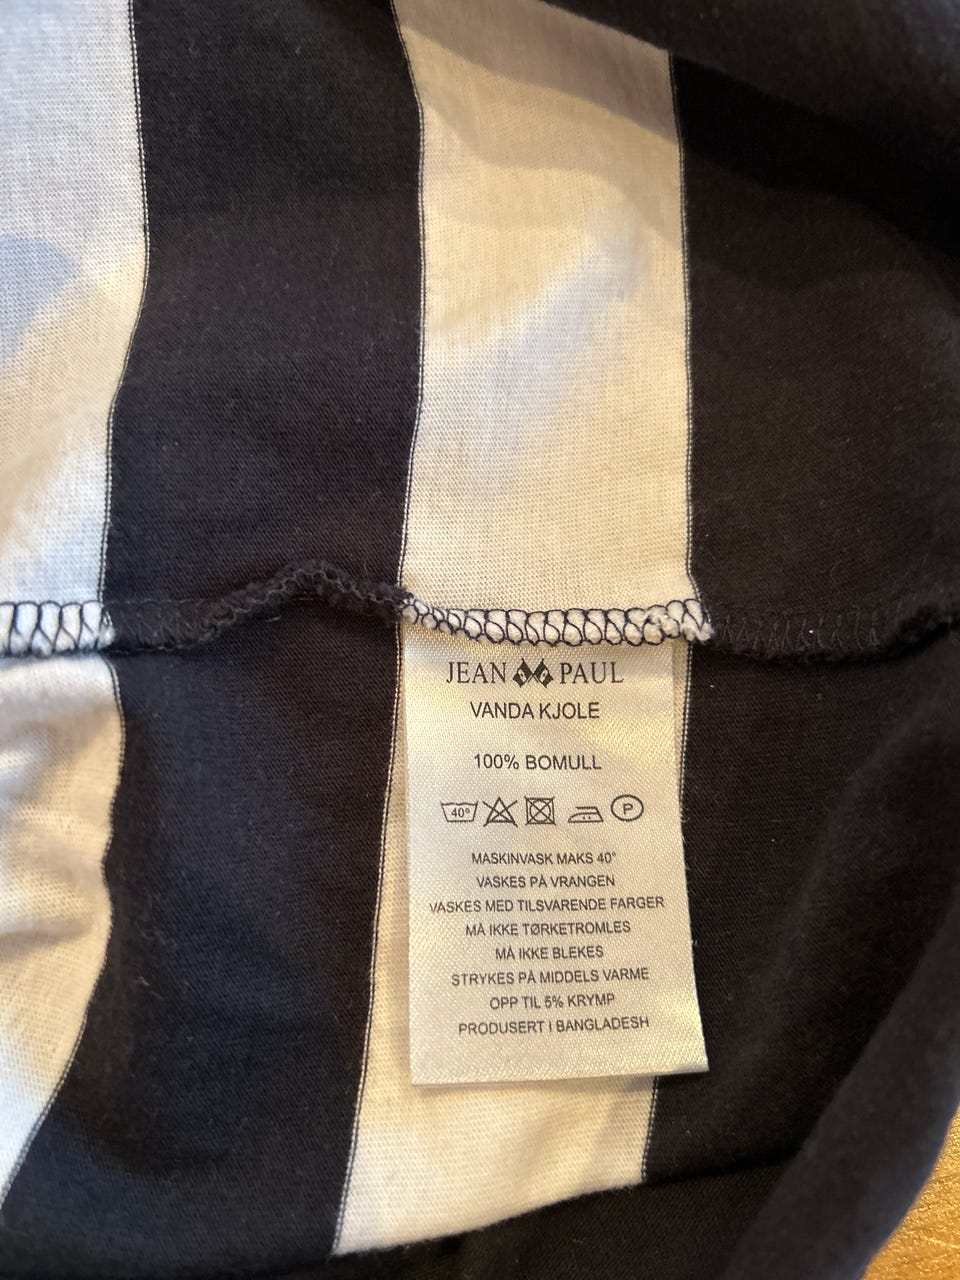 JEAN PAUL
VANDA KJOLE
100% BOMULL
40° P
MASKINVASK MAKS 40°
VASKES PÅ VRANGEN
VASKES MED TILSVARENDE FARGER
MÅ IKKE TØRKETROMLES
MÅ IKKE BLEKES
STRYKES PÅ MIDDELS VARME
OPP TIL 5% KRYMP
PRODUSERT I BANGLADESH